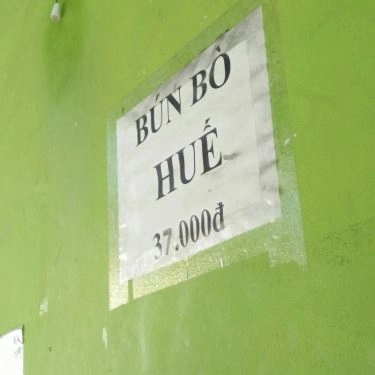 BÚN BÒ
HUẾ
37.000đ